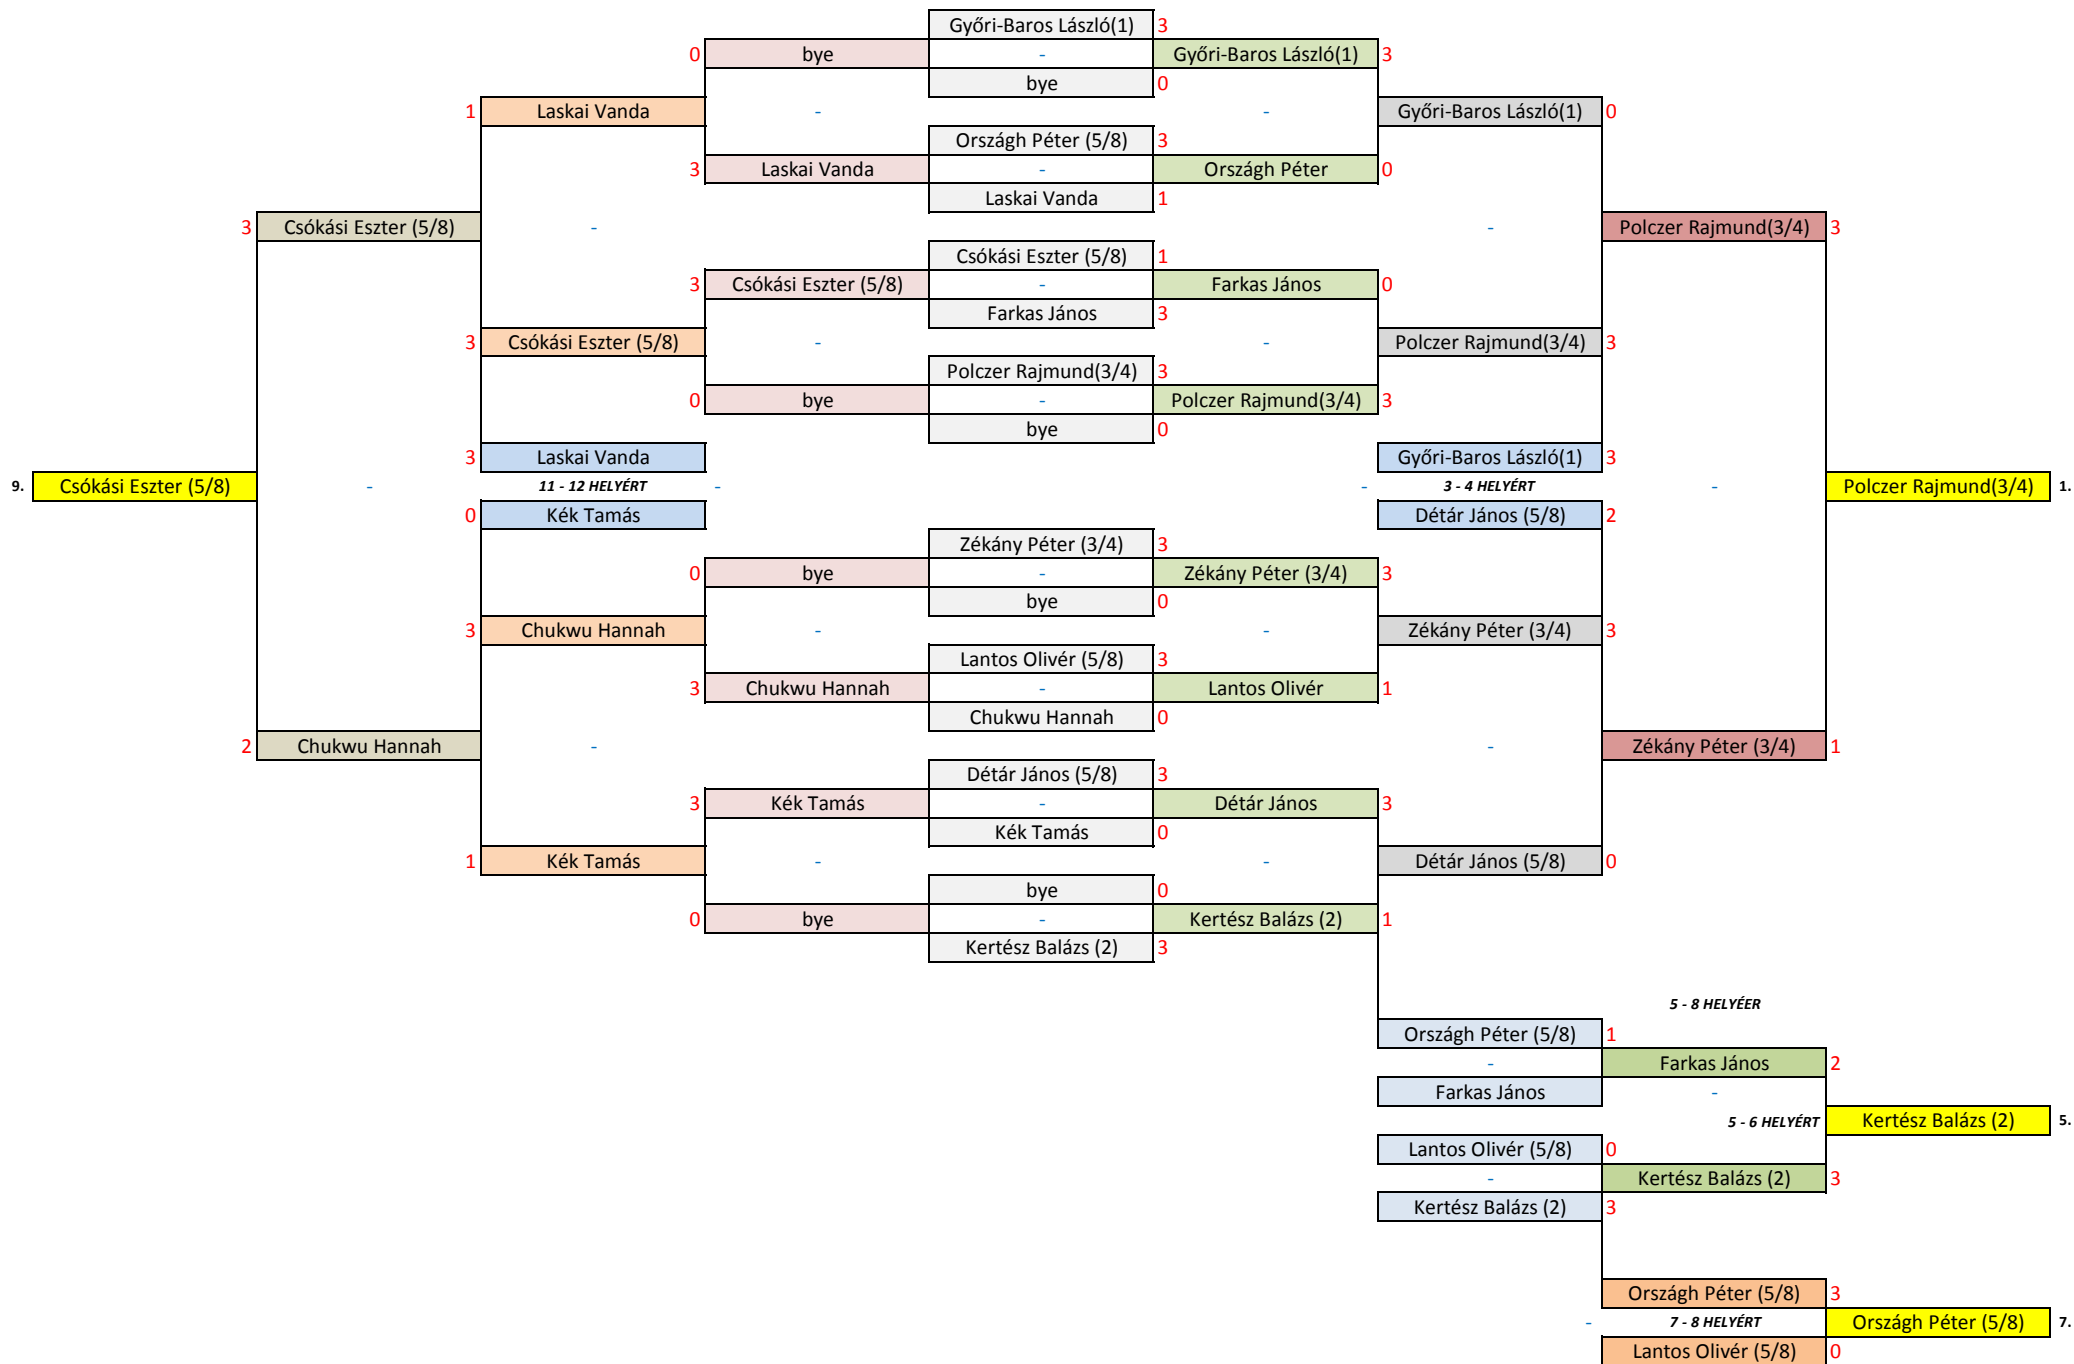 Győri-Baros László(1) 3
0 bye - Győri-Baros László(1) 3
bye 0
1 Laskai Vanda - - Győri-Baros László(1) 0
Országh Péter (5/8) 3
3 Laskai Vanda - Országh Péter 0
Laskai Vanda 1
3 Csókási Eszter (5/8) - - Polczer Rajmund(3/4) 3
Csókási Eszter (5/8) 1
3 Csókási Eszter (5/8) - Farkas János 0
Farkas János 3
3 Csókási Eszter (5/8) - - Polczer Rajmund(3/4) 3
Polczer Rajmund(3/4) 3
0 bye - Polczer Rajmund(3/4) 3
bye 0
3 Laskai Vanda Győri-Baros László(1) 3
9. Csókási Eszter (5/8) - 11 - 12 HELYÉRT - - 3 - 4 HELYÉRT - Polczer Rajmund(3/4) 1.
0 Kék Tamás Détár János (5/8) 2
Zékány Péter (3/4) 3
0 bye - Zékány Péter (3/4) 3
bye 0
3 Chukwu Hannah - - Zékány Péter (3/4) 3
Lantos Olivér (5/8) 3
3 Chukwu Hannah - Lantos Olivér 1
Chukwu Hannah 0
2 Chukwu Hannah - - Zékány Péter (3/4) 1
Détár János (5/8) 3
3 Kék Tamás - Détár János 3
Kék Tamás 0
1 Kék Tamás - - Détár János (5/8) 0
bye 0
0 bye - Kertész Balázs (2) 1
Kertész Balázs (2) 3
5 - 8 HELYÉER
Országh Péter (5/8) 1
- Farkas János 2
Farkas János -
5 - 6 HELYÉRT Kertész Balázs (2) 5.
Lantos Olivér (5/8) 0
- Kertész Balázs (2) 3
Kertész Balázs (2) 3
Országh Péter (5/8) 3
- 7 - 8 HELYÉRT Országh Péter (5/8) 7.
Lantos Olivér (5/8) 0